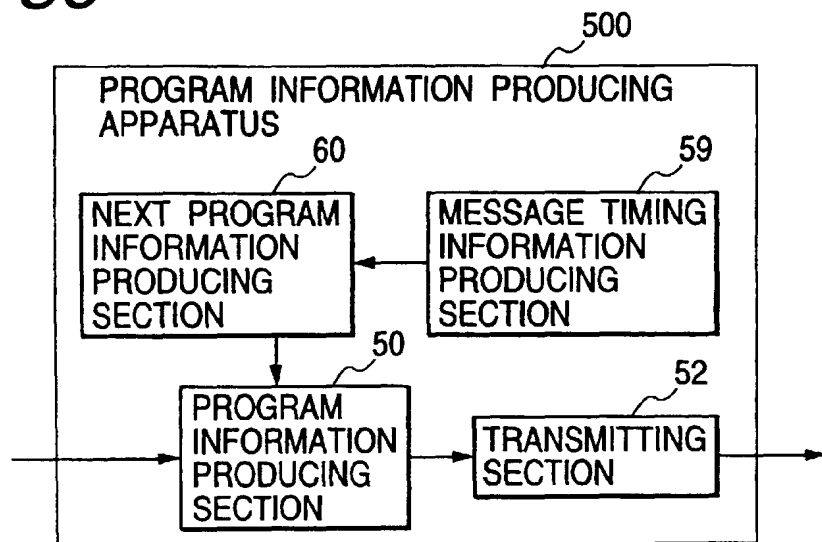 500
PROGRAM INFORMATION PRODUCING
APPARATUS
60
NEXT PROGRAM
INFORMATION
PRODUCING
SECTION
59
MESSAGE TIMING
INFORMATION
PRODUCING
SECTION
50
PROGRAM
INFORMATION
PRODUCING
SECTION
52
TRANSMITTING
SECTION